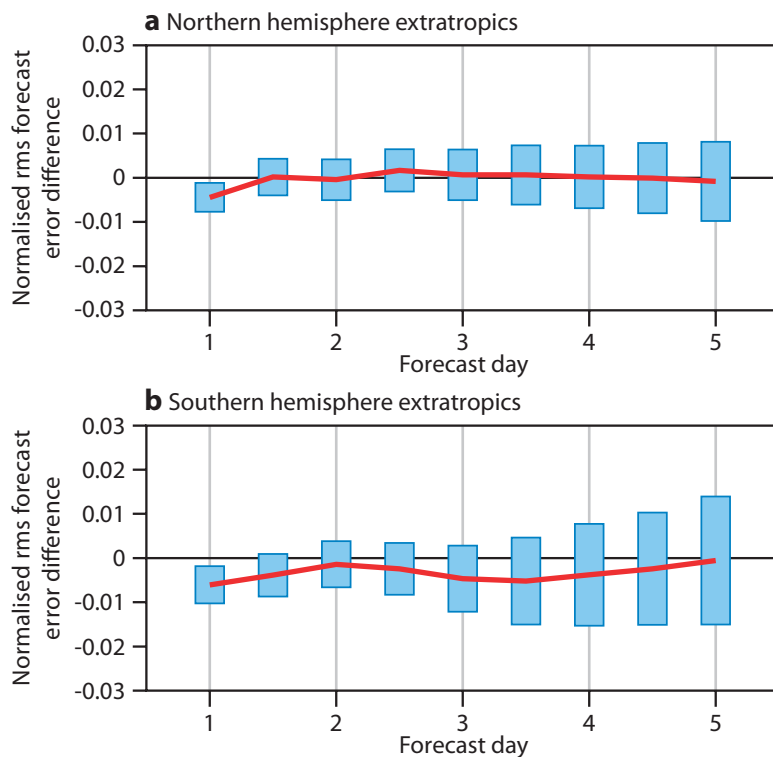 a Northern hemisphere extratropics
Normalised rms forecast
error difference
0.03
0.02
0.01
0
-0.01
-0.02
-0.03
1 2 3 4 5
Forecast day
b Southern hemisphere extratropics
Normalised rms forecast
error difference
0.03
0.02
0.01
0
-0.01
-0.02
-0.03
1 2 3 4 5
Forecast day